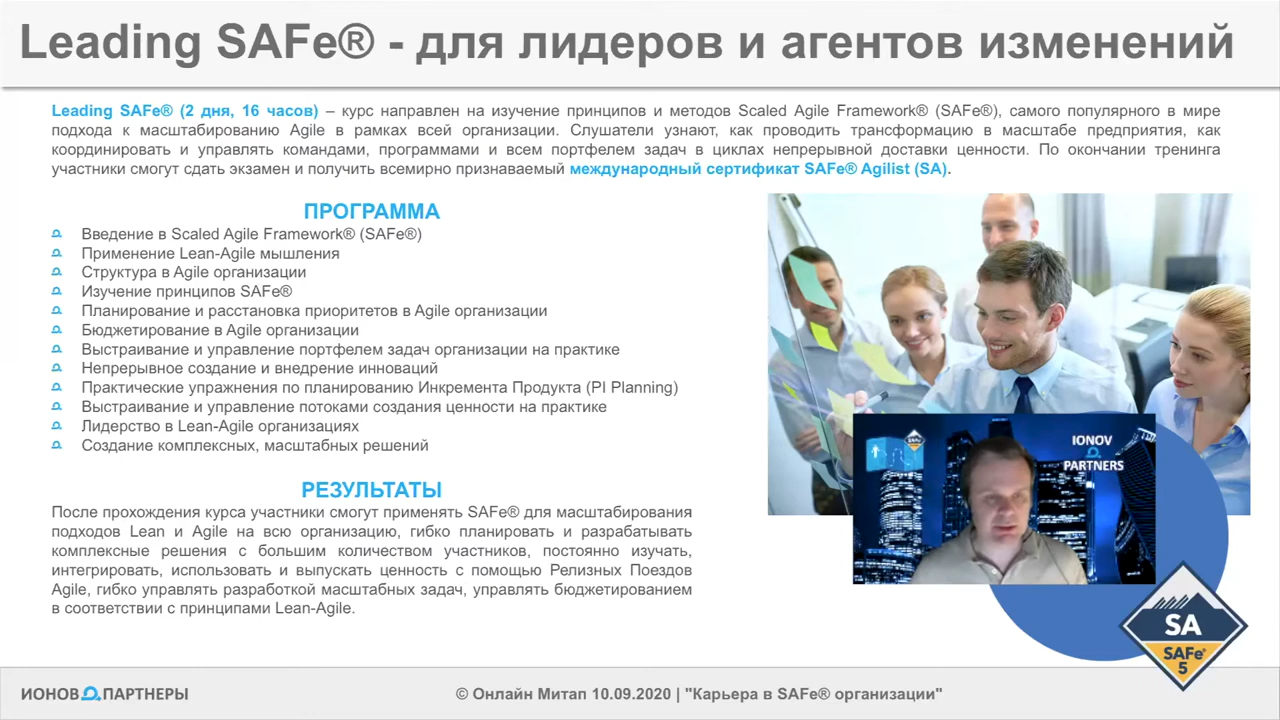 Leading SAFe® - для лидеров и агентов изменений
Leading SAFe® (2 дня, 16 часов) – курс направлен на изучение принципов и методов Scaled Agile Framework® (SAFe®), самого популярного в мире
подхода к масштабированию Agile в рамках всей организации. Слушатели узнают, как проводить трансформацию в масштабе предприятия, как
координировать и управлять командами, программами и всем портфелем задач в циклах непрерывной доставки ценности. По окончании тренинга
участники смогут сдать экзамен и получить всемирно признаваемый международный сертификат SAFe® Agilist (SA).
ПРОГРАММА
Введение в Scaled Agile Framework® (SAFe®)
Применение Lean-Agile мышления
Структура в Agile организации
Изучение принципов SAFe®
Планирование и расстановка приоритетов в Agile организации
Бюджетирование в Agile организации
Выстраивание и управление портфелем задач организации на практике
Непрерывное создание и внедрение инноваций
Практические упражнения по планированию Инкремента Продукта (PI Planning)
Выстраивание и управление потоками создания ценности на практике
Лидерство в Lean-Agile организациях
Создание комплексных, масштабных решений
РЕЗУЛЬТАТЫ
После прохождения курса участники смогут применять SAFe® для масштабирования
подходов Lean и Agile на всю организацию, гибко планировать и разрабатывать
комплексные решения с большим количеством участников, постоянно изучать,
интегрировать, использовать и выпускать ценность с помощью Релизных Поездов
Agile, гибко управлять разработкой масштабных задач, управлять бюджетированием
в соответствии с принципами Lean-Agile.
SAFe
IONOV
PARTNERS
SA
SAFe®
5
ИОНОВ ПАРТНЕРЫ
© Онлайн Митап 10.09.2020 | "Карьера в SAFe® организации"